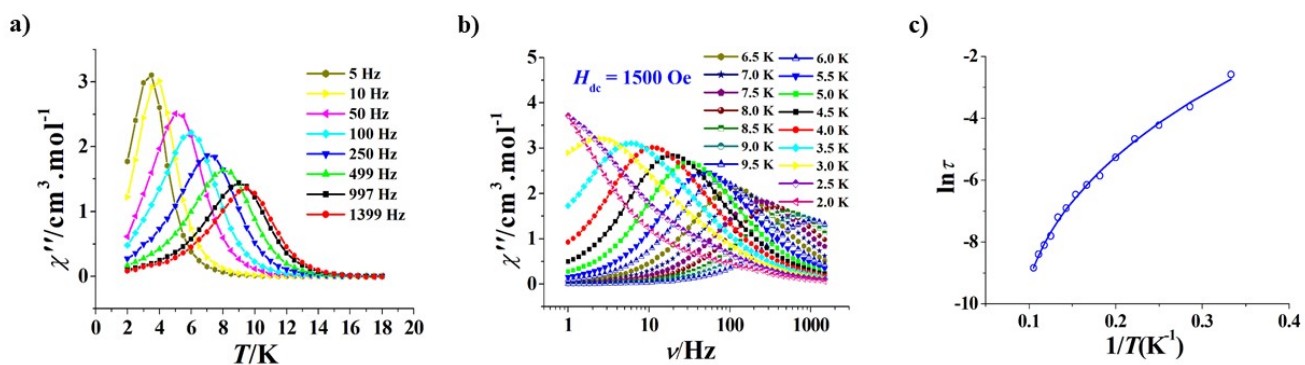 a)
χ''/cm³.mol⁻¹
3
2
1
0
0 2 4 6 8 10 12 14 16 18 20
T/K
5 Hz
10 Hz
50 Hz
100 Hz
250 Hz
499 Hz
997 Hz
1399 Hz
b)
χ''/cm³.mol⁻¹
5
4
3
2
1
0
1 10 100 1000
ν/Hz
H_dc = 1500 Oe
6.5 K 6.0 K
7.0 K 5.5 K
7.5 K 5.0 K
8.0 K 4.5 K
8.5 K 4.0 K
9.0 K 3.5 K
9.5 K 3.0 K
2.5 K
2.0 K
c)
ln τ
-2
-4
-6
-8
-10
0.1 0.2 0.3 0.4
1/T(K⁻¹)